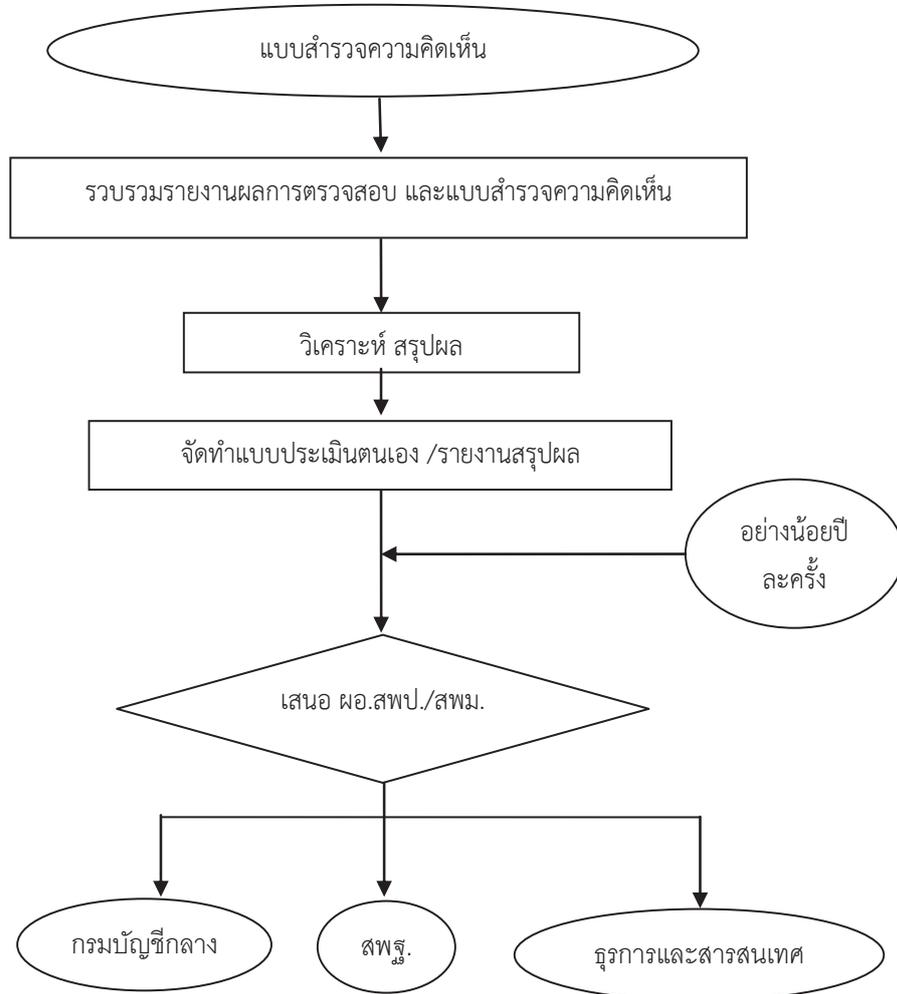 แบบสำรวจความคิดเห็น
รวบรวมรายงานผลการตรวจสอบ และแบบสำรวจความคิดเห็น
วิเคราะห์ สรุปผล
จัดทำแบบประเมินตนเอง /รายงานสรุปผล
อย่างน้อยปี
ละครั้ง
เสนอ ผอ.สพป./สพม.
กรมบัญชีกลาง
สพฐ.
ธุรการและสารสนเทศ